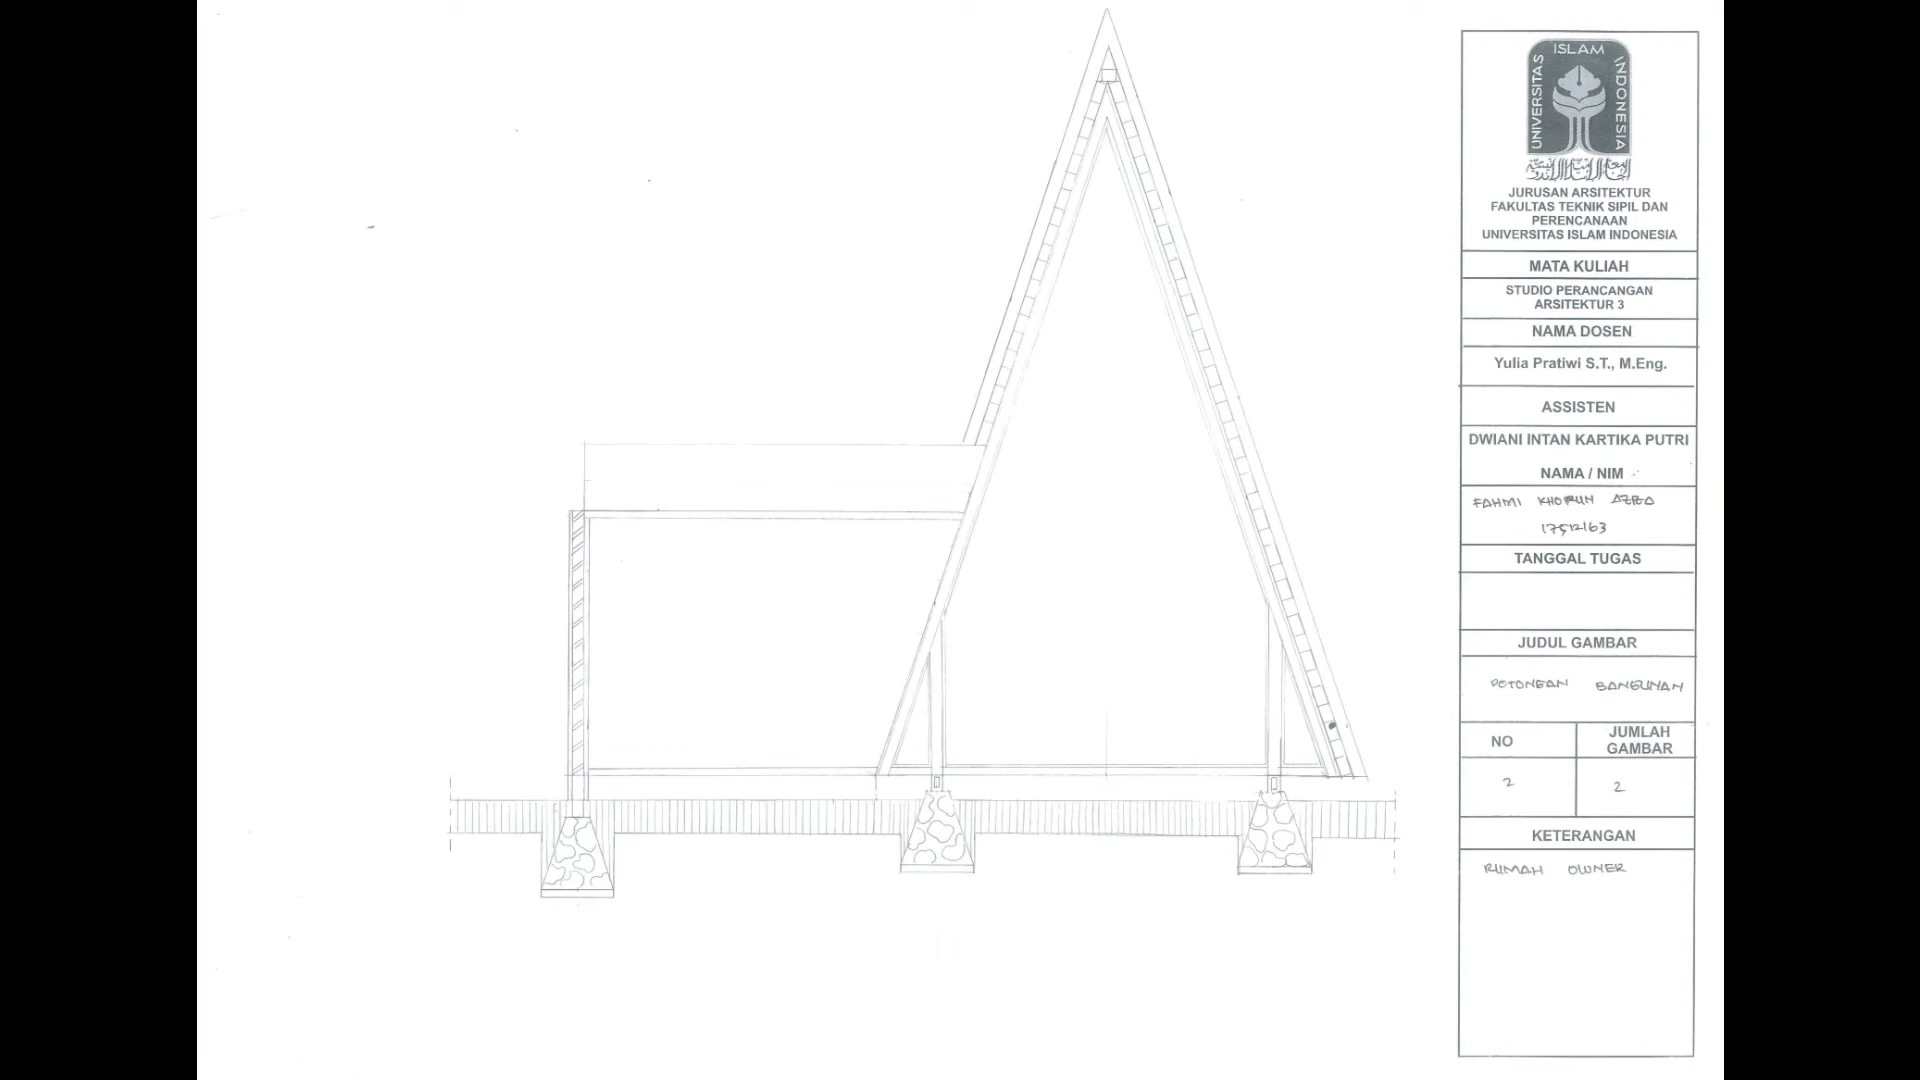 UNIVERSITAS ISLAM INDONESIA
JURUSAN ARSITEKTUR
FAKULTAS TEKNIK SIPIL DAN
PERENCANAAN
UNIVERSITAS ISLAM INDONESIA
MATA KULIAH
STUDIO PERANCANGAN
ARSITEKTUR 3
NAMA DOSEN
Yulia Pratiwi S.T., M.Eng.
ASSISTEN
DWIANI INTAN KARTIKA PUTRI
NAMA / NIM
FAHMI KHORUN AZBA
17512163
TANGGAL TUGAS
JUDUL GAMBAR
POTONGAN BANGUNAN
NO
JUMLAH
GAMBAR
2
2
KETERANGAN
RUMAH OWNER